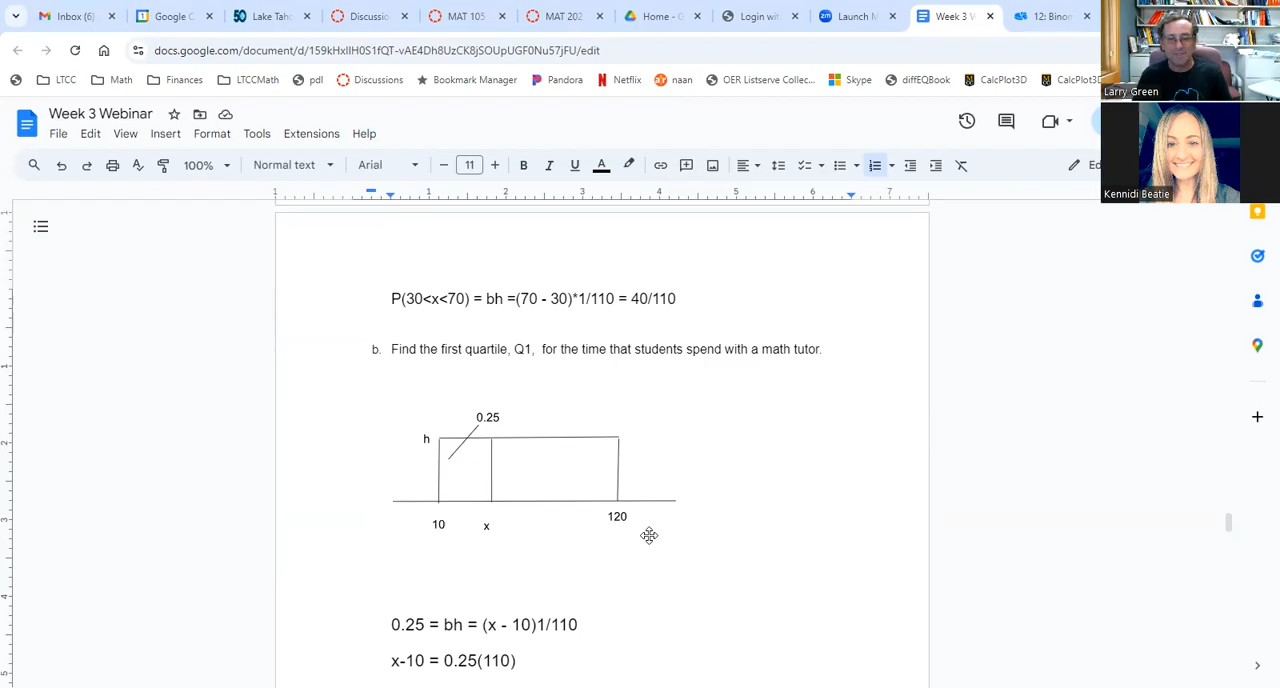 Inbox (6)
Google C
Lake Taho
Discussio
MAT
MAT 20
Home - G
Login wit
Launch M
Week 3 W
12: Binon
docs.google.com/document/d/
/edit
LTCC
Math
Finances
LTCCMath
pdl
Discussions
Bookmark Manager
Pandora
Netflix
naan
OER Listserve Collec...
Skype
diffEQBook
CalcPlot3D
CalcPlot3D
Larry Green
Week 3 Webinar
File
Edit
View
Insert
Format
Tools
Extensions
Help
100%
Normal text
Arial
11
Kennidi Beatie
P(30<x<70) = bh =(70 - 30)*1/110 = 40/110
b. Find the first quartile, Q1, for the time that students spend with a math tutor.
0.25
h
10
x
120
0.25 = bh = (x - 10)1/110
x-10 = 0.25(110)